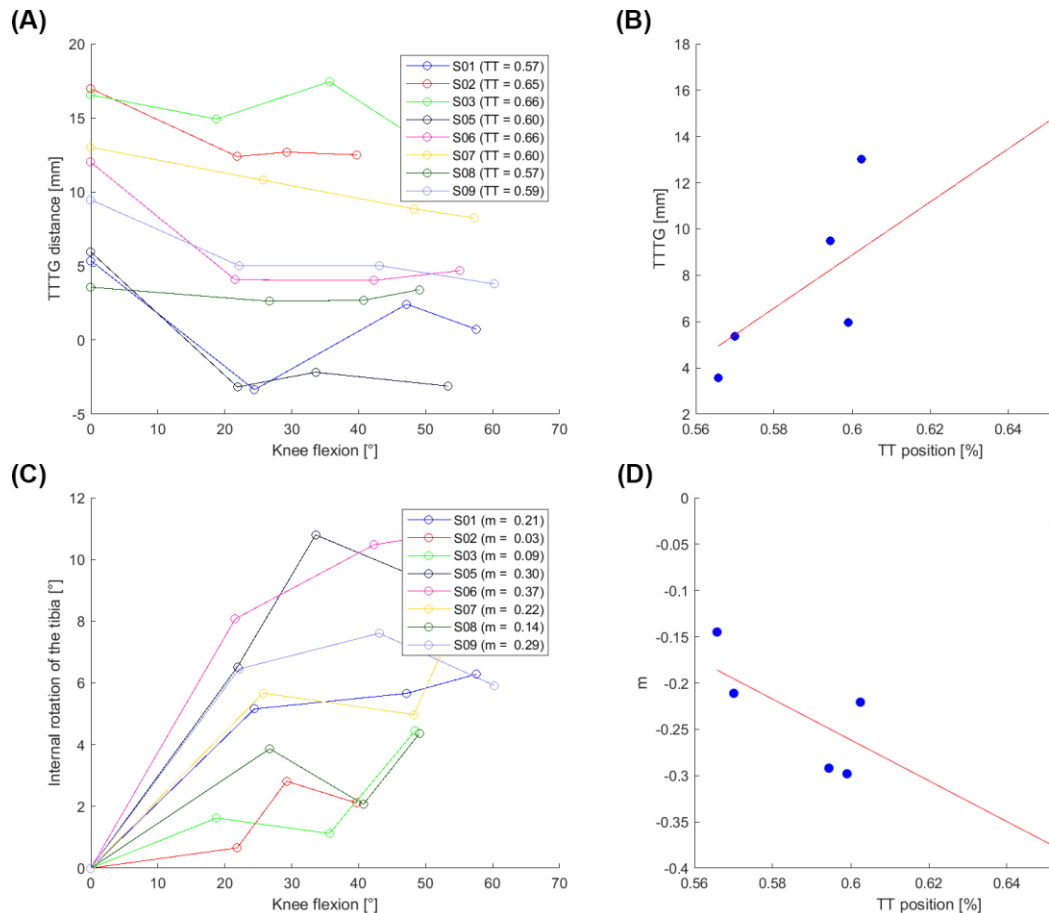 (A)
20
15
10
5
0
-5
TTTG distance [mm]
0 10 20 30 40 50 60 70
Knee flexion [°]
S01 (TT = 0.57)
S02 (TT = 0.65)
S03 (TT = 0.66)
S05 (TT = 0.60)
S06 (TT = 0.66)
S07 (TT = 0.60)
S08 (TT = 0.57)
S09 (TT = 0.59)
(B)
18
16
14
12
10
8
6
4
2
TTTG [mm]
0.56 0.58 0.6 0.62 0.64
TT position [%]
(C)
12
10
8
6
4
2
0
Internal rotation of the tibia [°]
0 10 20 30 40 50 60 70
Knee flexion [°]
S01 (m = 0.21)
S02 (m = 0.03)
S03 (m = 0.09)
S05 (m = 0.30)
S06 (m = 0.37)
S07 (m = 0.22)
S08 (m = 0.14)
S09 (m = 0.29)
(D)
0
-0.05
-0.1
-0.15
-0.2
-0.25
-0.3
-0.35
-0.4
m
0.56 0.58 0.6 0.62 0.64
TT position [%]